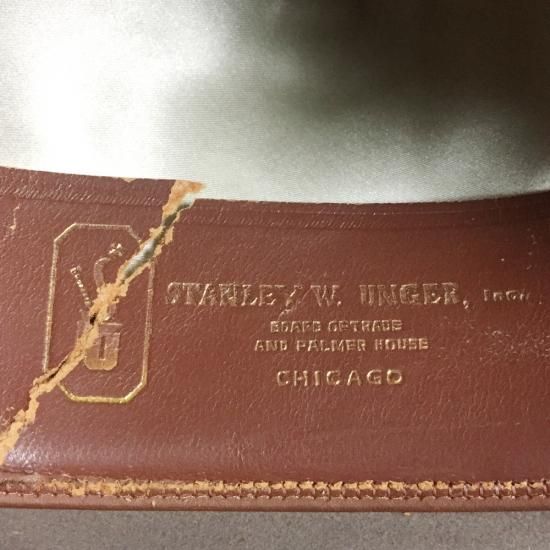 STANLEY W. UNGER, INC.
BOARD OF TRADE
AND PALMER HOUSE
CHICAGO
U